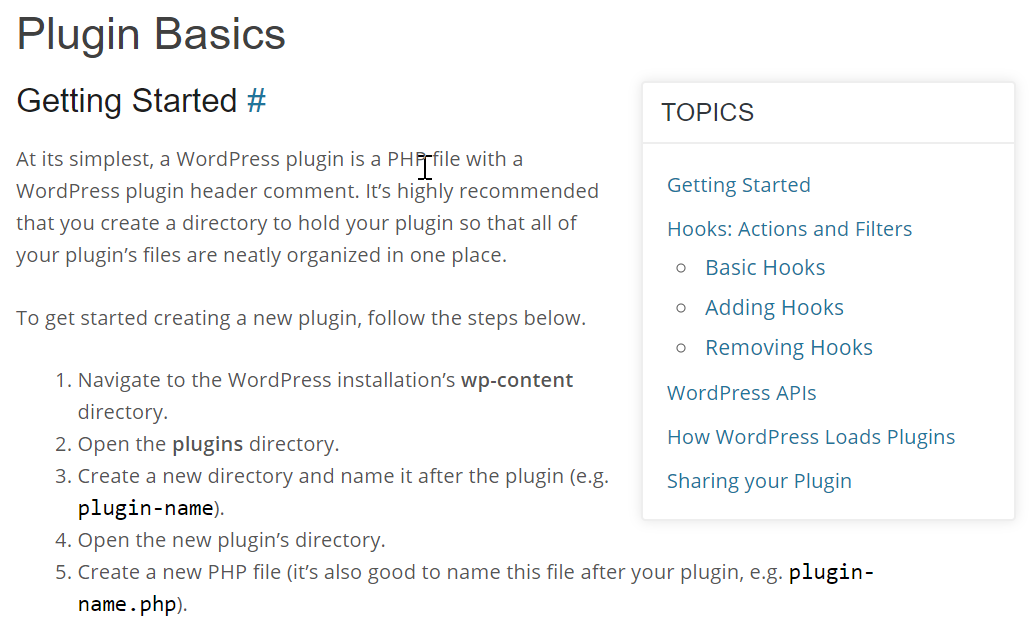 Plugin Basics
Getting Started #
At its simplest, a WordPress plugin is a PHP file with a
WordPress plugin header comment. It’s highly recommended
that you create a directory to hold your plugin so that all of
your plugin’s files are neatly organized in one place.
To get started creating a new plugin, follow the steps below.
1. Navigate to the WordPress installation’s wp-content
directory.
2. Open the plugins directory.
3. Create a new directory and name it after the plugin (e.g.
plugin-name).
4. Open the new plugin’s directory.
5. Create a new PHP file (it’s also good to name this file after your plugin, e.g. plugin-
name.php).
TOPICS
Getting Started
Hooks: Actions and Filters
Basic Hooks
Adding Hooks
Removing Hooks
WordPress APIs
How WordPress Loads Plugins
Sharing your Plugin